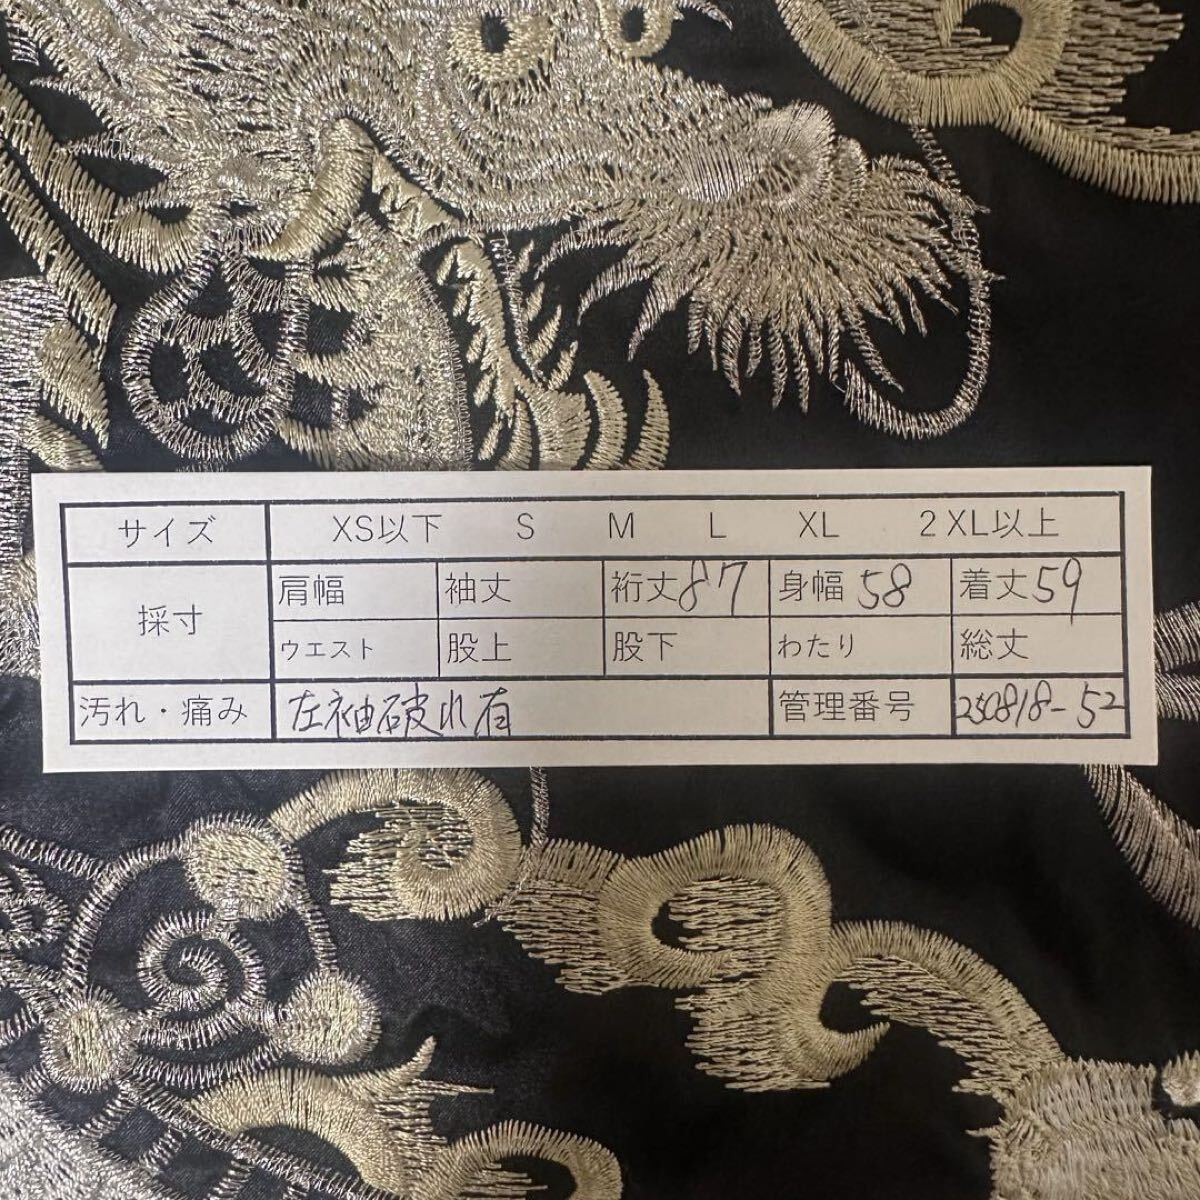 サイズ XS以下 S M L XL 2XL以上
採寸 肩幅 袖丈 裄丈87 身幅58 着丈59
ウエスト 股上 股下 わたり 総丈
汚れ・痛み 左袖破れ有 管理番号 250818-52